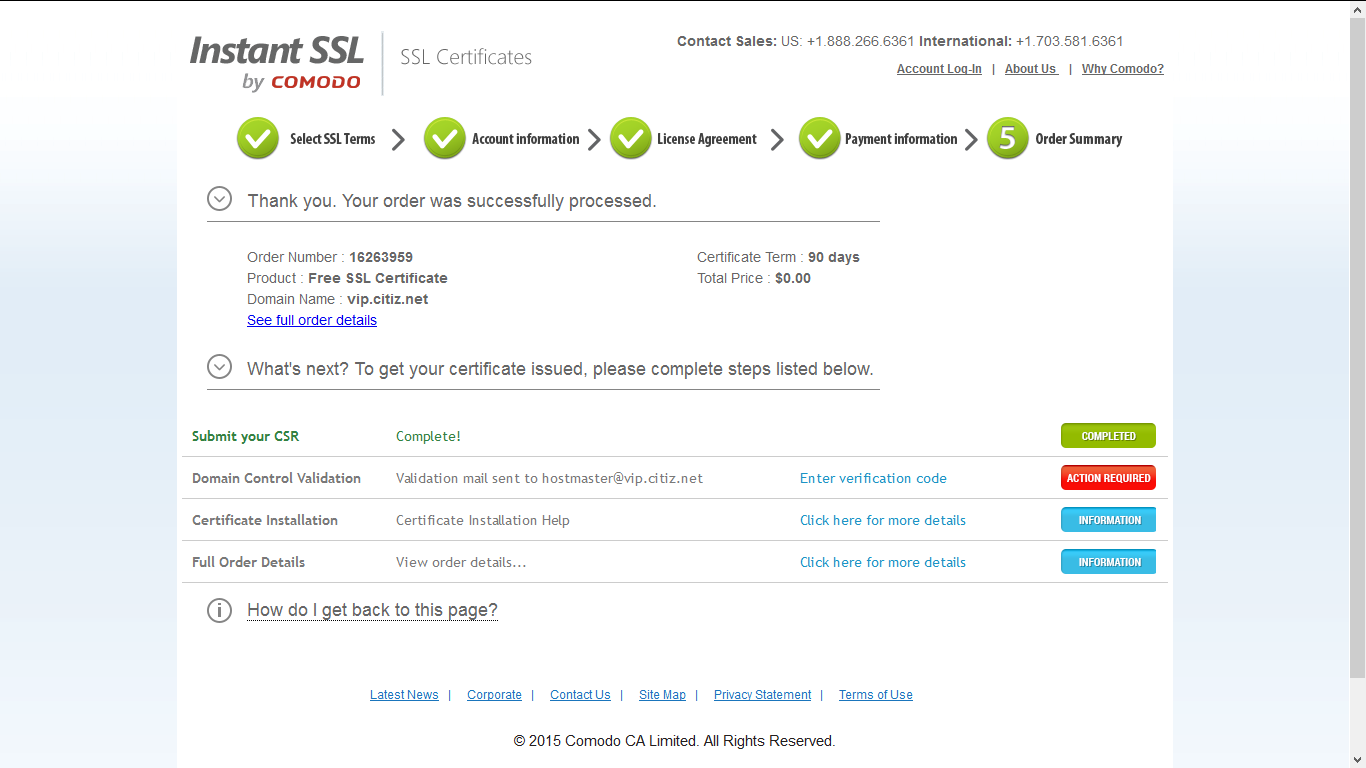 Instant SSL
by COMODO
SSL Certificates
Contact Sales: US: +1.888.266.6361 International: +1.703.581.6361
Account Log-In | About Us | Why Comodo?
Select SSL Terms
Account information
License Agreement
Payment information
5 Order Summary
Thank you. Your order was successfully processed.
Order Number : 16263959
Certificate Term : 90 days
Product : Free SSL Certificate
Total Price : $0.00
Domain Name : vip.citiz.net
See full order details
What's next? To get your certificate issued, please complete steps listed below.
Submit your CSR Complete! COMPLETED
Domain Control Validation Validation mail sent to hostmaster@vip.citiz.net Enter verification code ACTION REQUIRED
Certificate Installation Certificate Installation Help Click here for more details INFORMATION
Full Order Details View order details... Click here for more details INFORMATION
How do I get back to this page?
Latest News | Corporate | Contact Us | Site Map | Privacy Statement | Terms of Use
© 2015 Comodo CA Limited. All Rights Reserved.